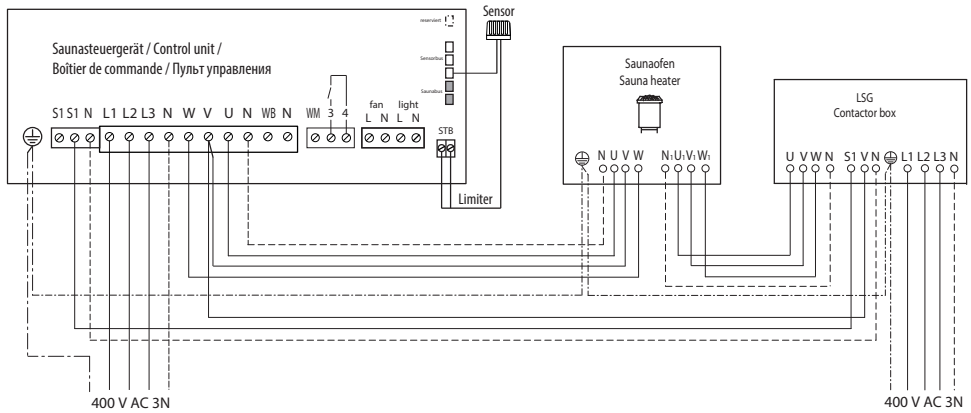 reserviert
Sensor
Saunasteuergerät / Control unit /
Boîtier de commande / Пульт управления
Sensorbus
Saunabus
S1 S1 N L1 L2 L3 N W V U N WB N WM 3 4
fan light
L N L N
STB
Limiter
Saunaofen
Sauna heater
N U V W N1 U1 V1 W1
LSG
Contactor box
U V W N S1 V N L1 L2 L3 N
400 V AC 3N
400 V AC 3N